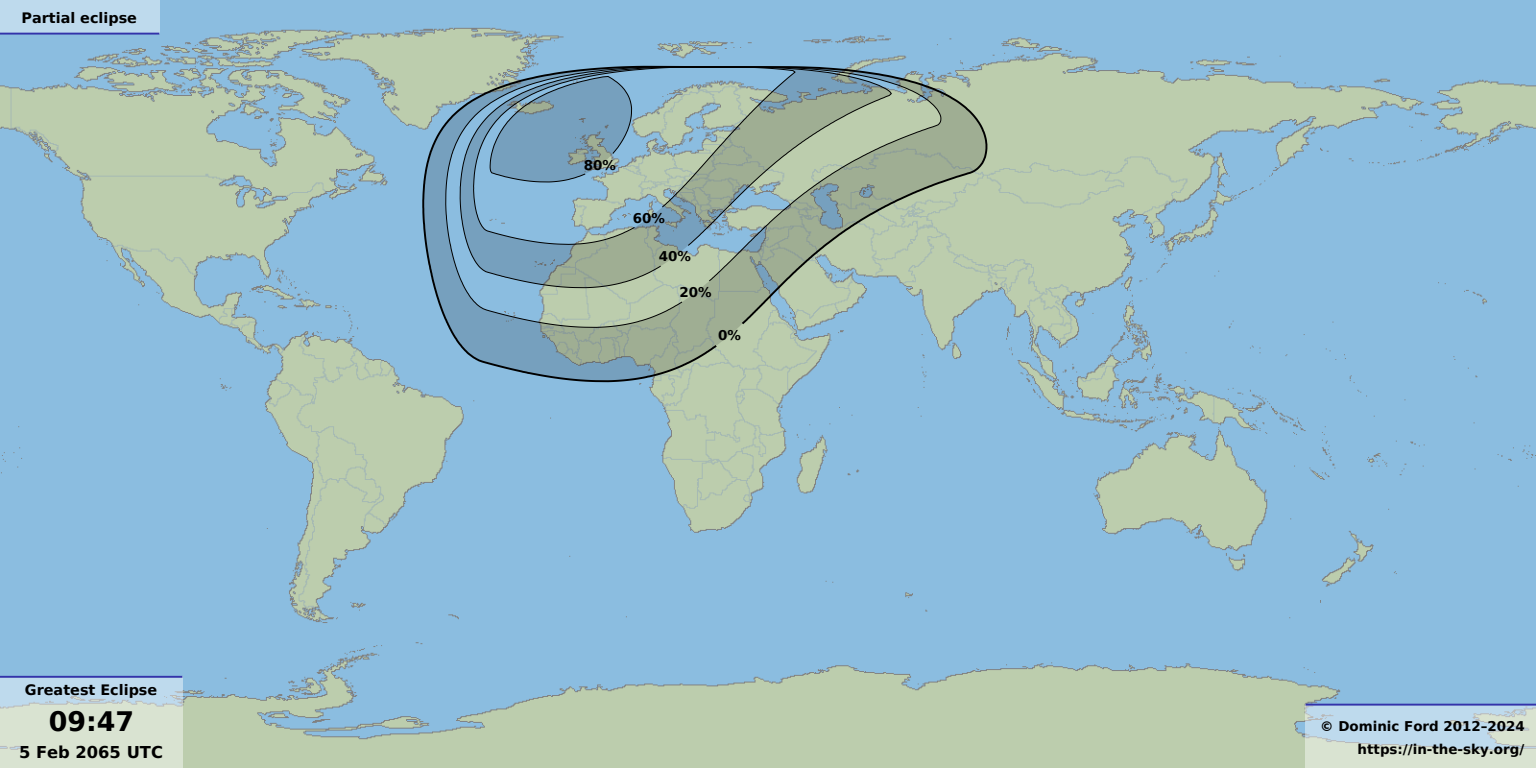 Partial eclipse
80%
60%
40%
20%
0%
Greatest Eclipse
09:47
5 Feb 2065 UTC
© Dominic Ford 2012–2024
https://in-the-sky.org/